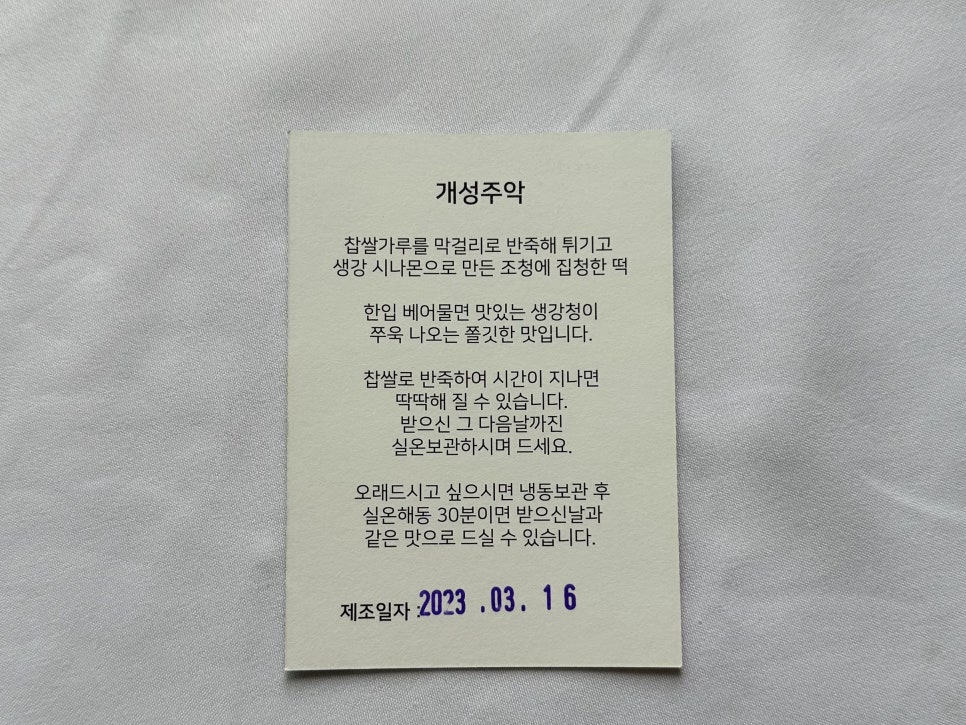 개성주악
찹쌀가루를 막걸리로 반죽해 튀기고
생강 시나몬으로 만든 조청에 집청한 떡
한입 베어물면 맛있는 생강청이
쭈욱 나오는 쫄깃한 맛입니다.
찹쌀로 반죽하여 시간이 지나면
딱딱해 질 수 있습니다.
받으신 그 다음날까진
실온보관하시며 드세요.
오래드시고 싶으시면 냉동보관 후
실온해동 30분이면 받으신날과
같은 맛으로 드실 수 있습니다.
제조일자 : 2023 .03. 16